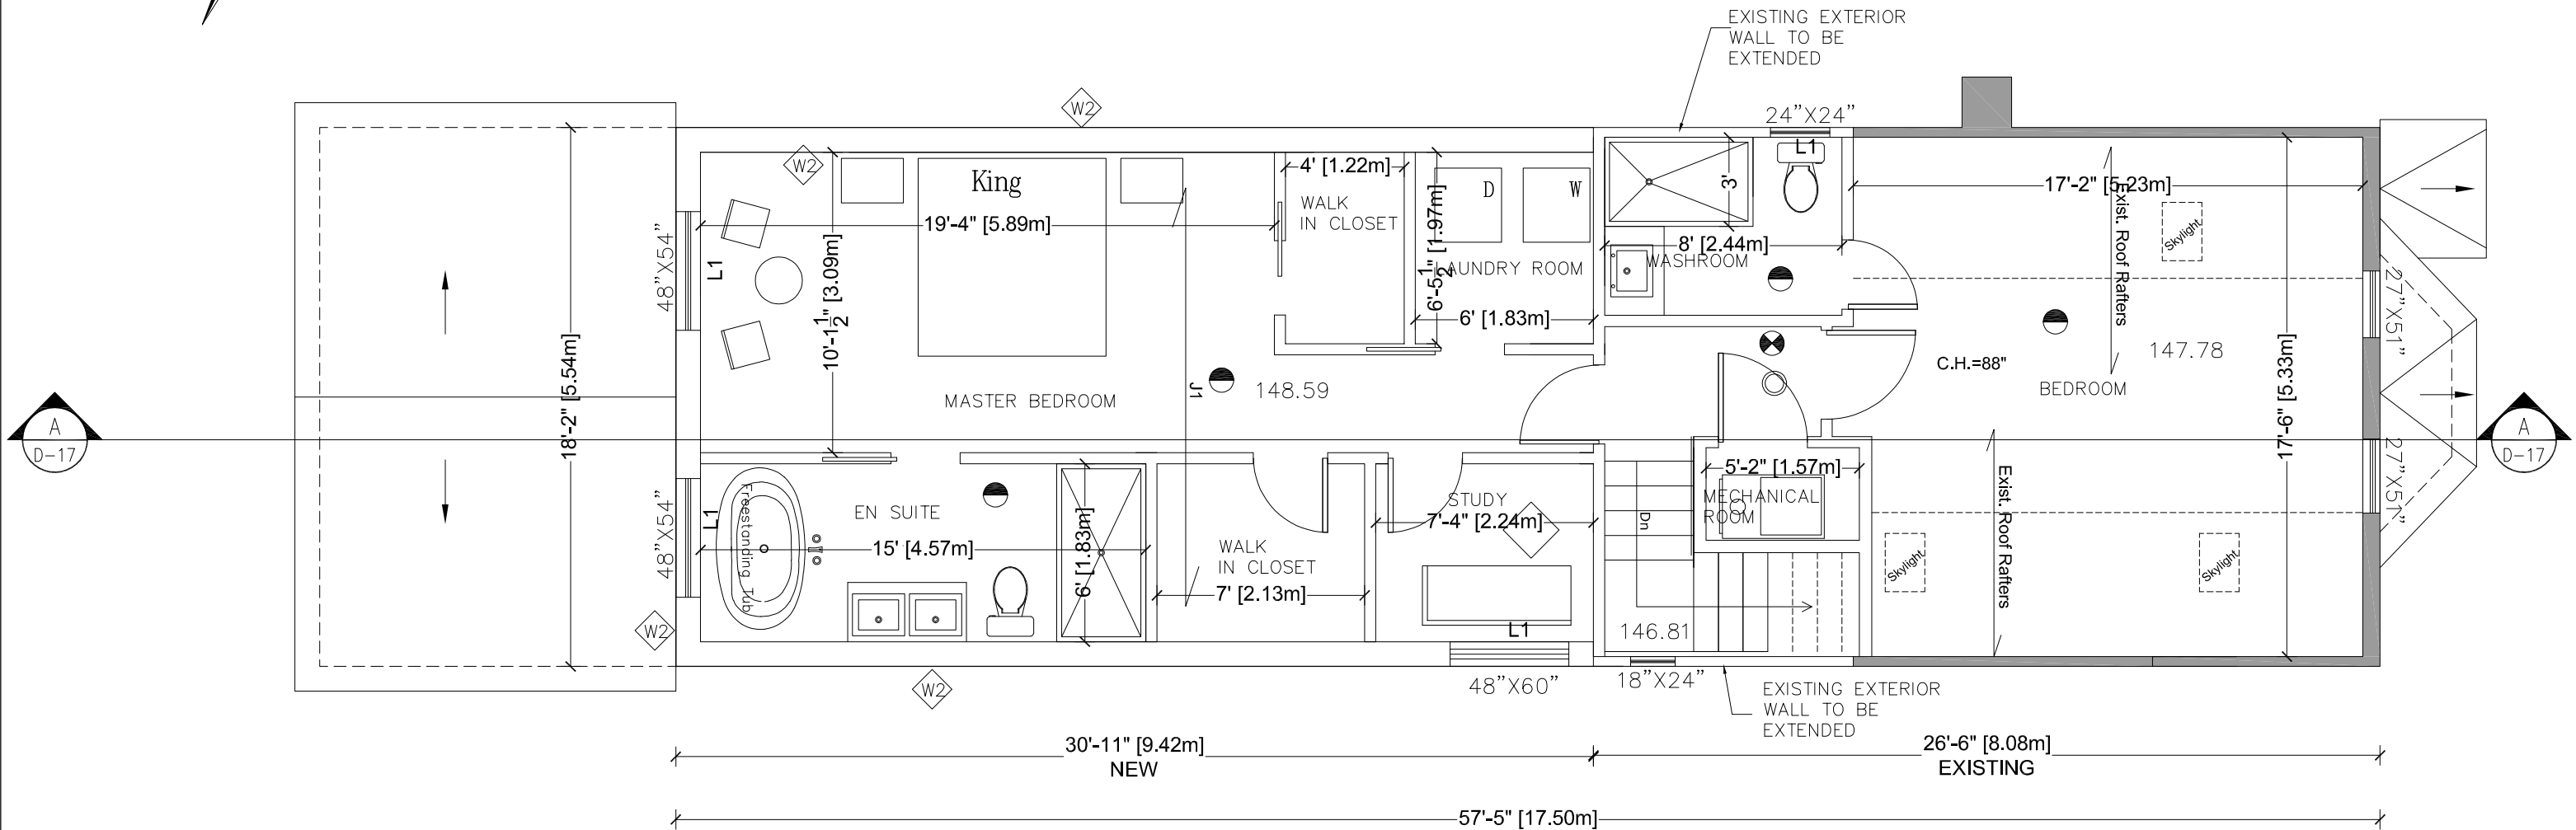 EXISTING EXTERIOR
WALL TO BE
EXTENDED
W2
24"X24"
L1
W2
King
4' [1.22m]
WALK
IN CLOSET
D
W
3'
17'-2" [5.23m]
Exist. Roof Rafters
Skylight
19'-4" [5.89m]
10'-1 1/2" [3.09m]
6'-5 1/2" [1.97m]
AUNDRY ROOM
6' [1.83m]
8' [2.44m]
WASHROOM
48"X54"
L1
18'-2" [5.54m]
27"X51"
17'-6" [5.33m]
147.78
C.H.=88"
BEDROOM
MASTER BEDROOM
J1
148.59
A
D-17
A
D-17
5'-2" [1.57m]
MECHANICAL
ROOM
Dn
Exist. Roof Rafters
27"X51"
STUDY
7'-4" [2.24m]
EN SUITE
15' [4.57m]
6' [1.83m]
Freestanding Tub
L1
48"X54"
WALK
IN CLOSET
7' [2.13m]
Skylight
Skylight
W2
L1
146.81
W2
48"X60"
18"X24"
EXISTING EXTERIOR
WALL TO BE
EXTENDED
30'-11" [9.42m]
NEW
26'-6" [8.08m]
EXISTING
57'-5" [17.50m]